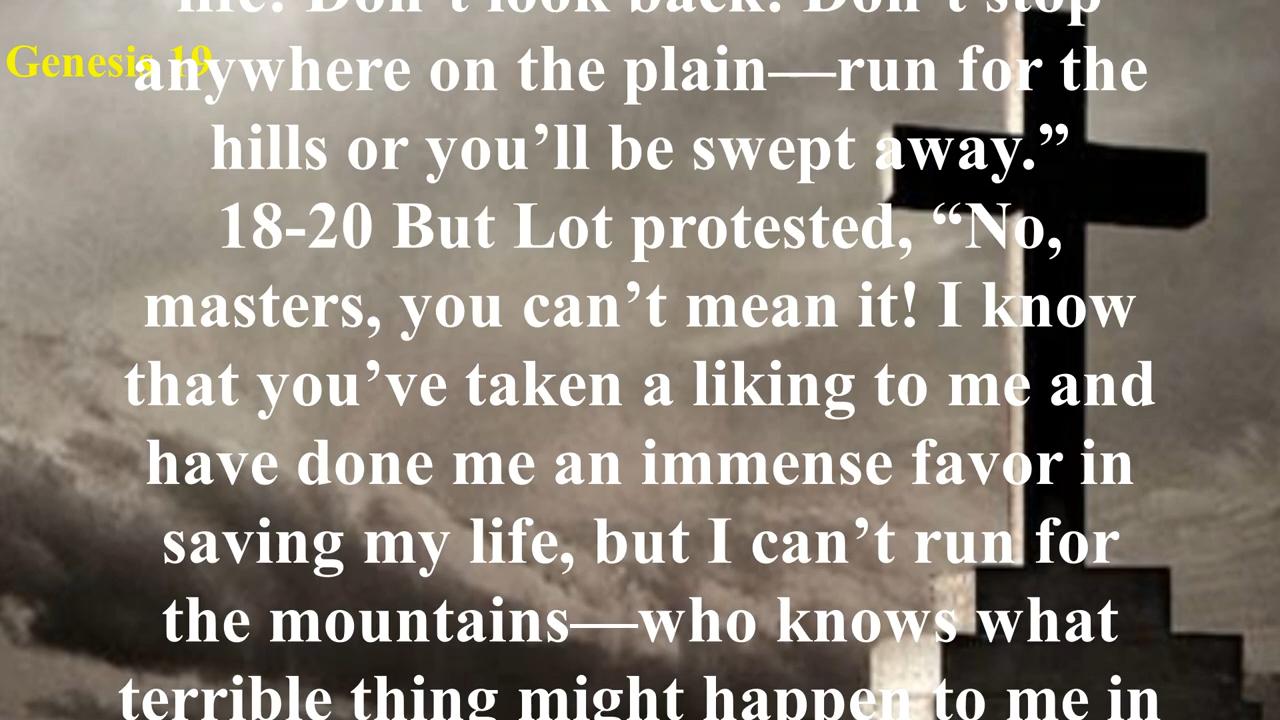 life! Don’t look back! Don’t stop
Genesis 19
anywhere on the plain—run for the
hills or you’ll be swept away.”
18-20 But Lot protested, “No,
masters, you can’t mean it! I know
that you’ve taken a liking to me and
have done me an immense favor in
saving my life, but I can’t run for
the mountains—who knows what
terrible thing might happen to me in